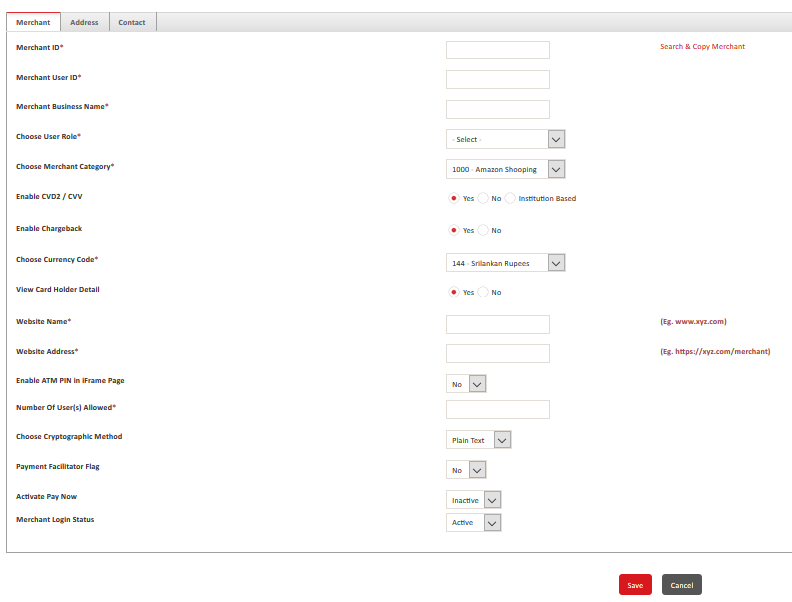 Merchant Address Contact
Merchant ID* Search & Copy Merchant
Merchant User ID*
Merchant Business Name*
Choose User Role* - Select -
Choose Merchant Category* 1000 - Amazon Shooping
Enable CVD2 / CVV Yes No Institution Based
Enable Chargeback Yes No
Choose Currency Code* 144 - Srilankan Rupees
View Card Holder Detail Yes No
Website Name* (Eg. www.xyz.com)
Website Address* (Eg. https://xyz.com/merchant)
Enable ATM PIN in iFrame Page No
Number Of User(s) Allowed*
Choose Cryptographic Method Plain Text
Payment Facilitator Flag No
Activate Pay Now Inactive
Merchant Login Status Active
Save Cancel